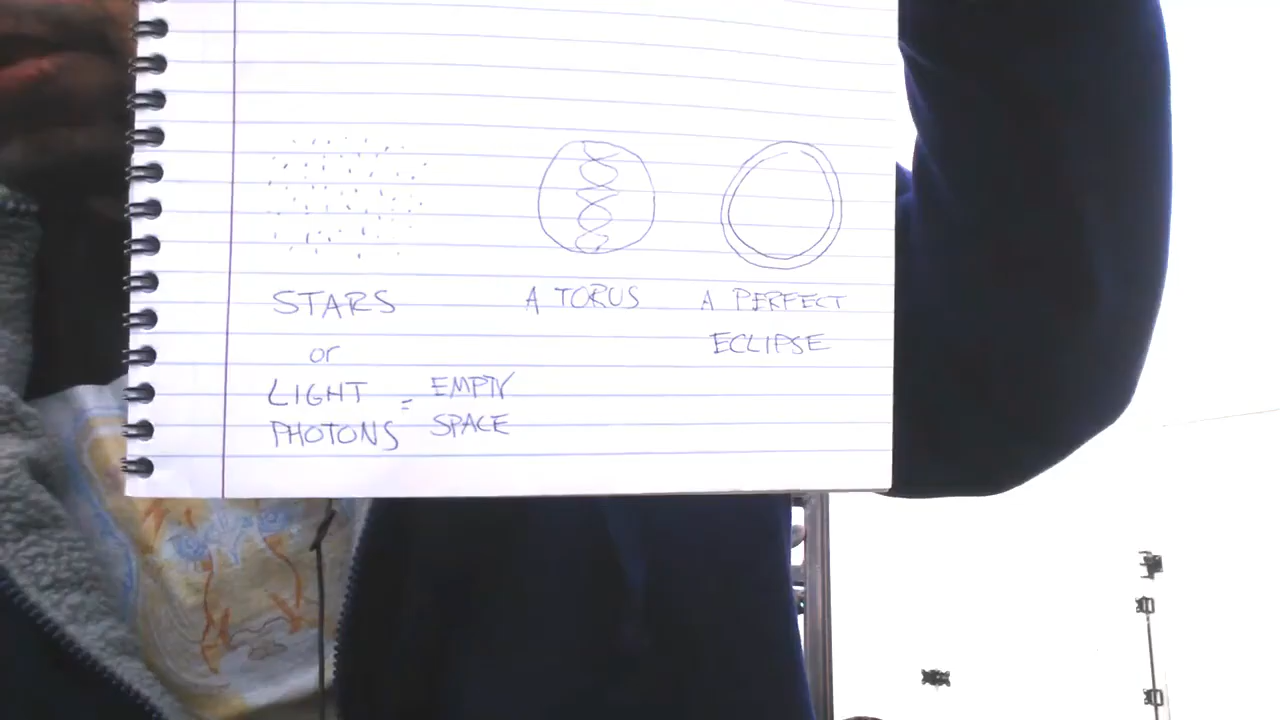 STARS
or
LIGHT
PHOTONS = EMPTY
SPACE
A TORUS
A PERFECT
ECLIPSE